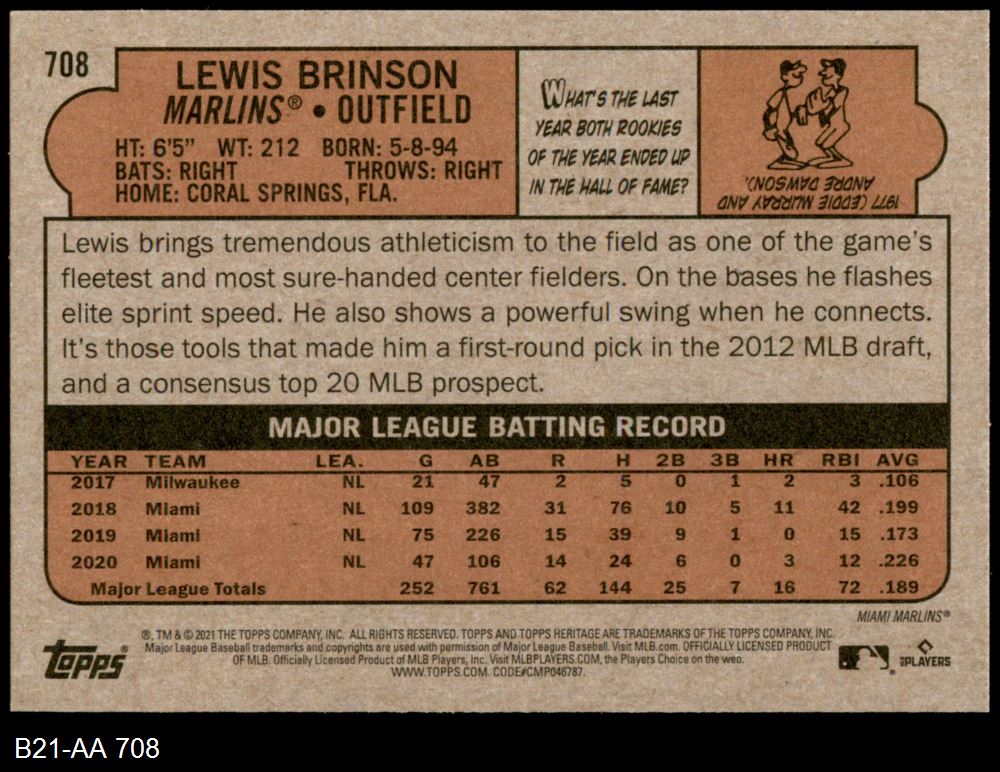 708
LEWIS BRINSON
MARLINS® • OUTFIELD
HT: 6'5" WT: 212 BORN: 5-8-94
BATS: RIGHT THROWS: RIGHT
HOME: CORAL SPRINGS, FLA.
WHAT'S THE LAST
YEAR BOTH ROOKIES
OF THE YEAR ENDED UP
IN THE HALL OF FAME?
1977 (EDDIE MURRAY AND
ANDRE DAWSON).
Lewis brings tremendous athleticism to the field as one of the game's
fleetest and most sure-handed center fielders. On the bases he flashes
elite sprint speed. He also shows a powerful swing when he connects.
It's those tools that made him a first-round pick in the 2012 MLB draft,
and a consensus top 20 MLB prospect.
MAJOR LEAGUE BATTING RECORD
YEAR TEAM LEA. G AB R H 2B 3B HR RBI AVG
2017 Milwaukee NL 21 47 2 5 0 1 2 3 .106
2018 Miami NL 109 382 31 76 10 5 11 42 .199
2019 Miami NL 75 226 15 39 9 1 0 15 .173
2020 Miami NL 47 106 14 24 6 0 3 12 .226
Major League Totals 252 761 62 144 25 7 16 72 .189
MIAMI MARLINS®
®, TM & © 2021 THE TOPPS COMPANY, INC. ALL RIGHTS RESERVED. TOPPS AND TOPPS HERITAGE ARE TRADEMARKS OF THE TOPPS COMPANY, INC.
Major League Baseball trademarks and copyrights are used with permission of Major League Baseball. Visit MLB.com. OFFICIALLY LICENSED PRODUCT
OF MLB. Officially Licensed Product of MLB Players, Inc. Visit MLBPLAYERS.COM, the Players Choice on the web.
WWW.TOPPS.COM. CODE#CMP046787.
topps®
PLAYERS
B21-AA 708